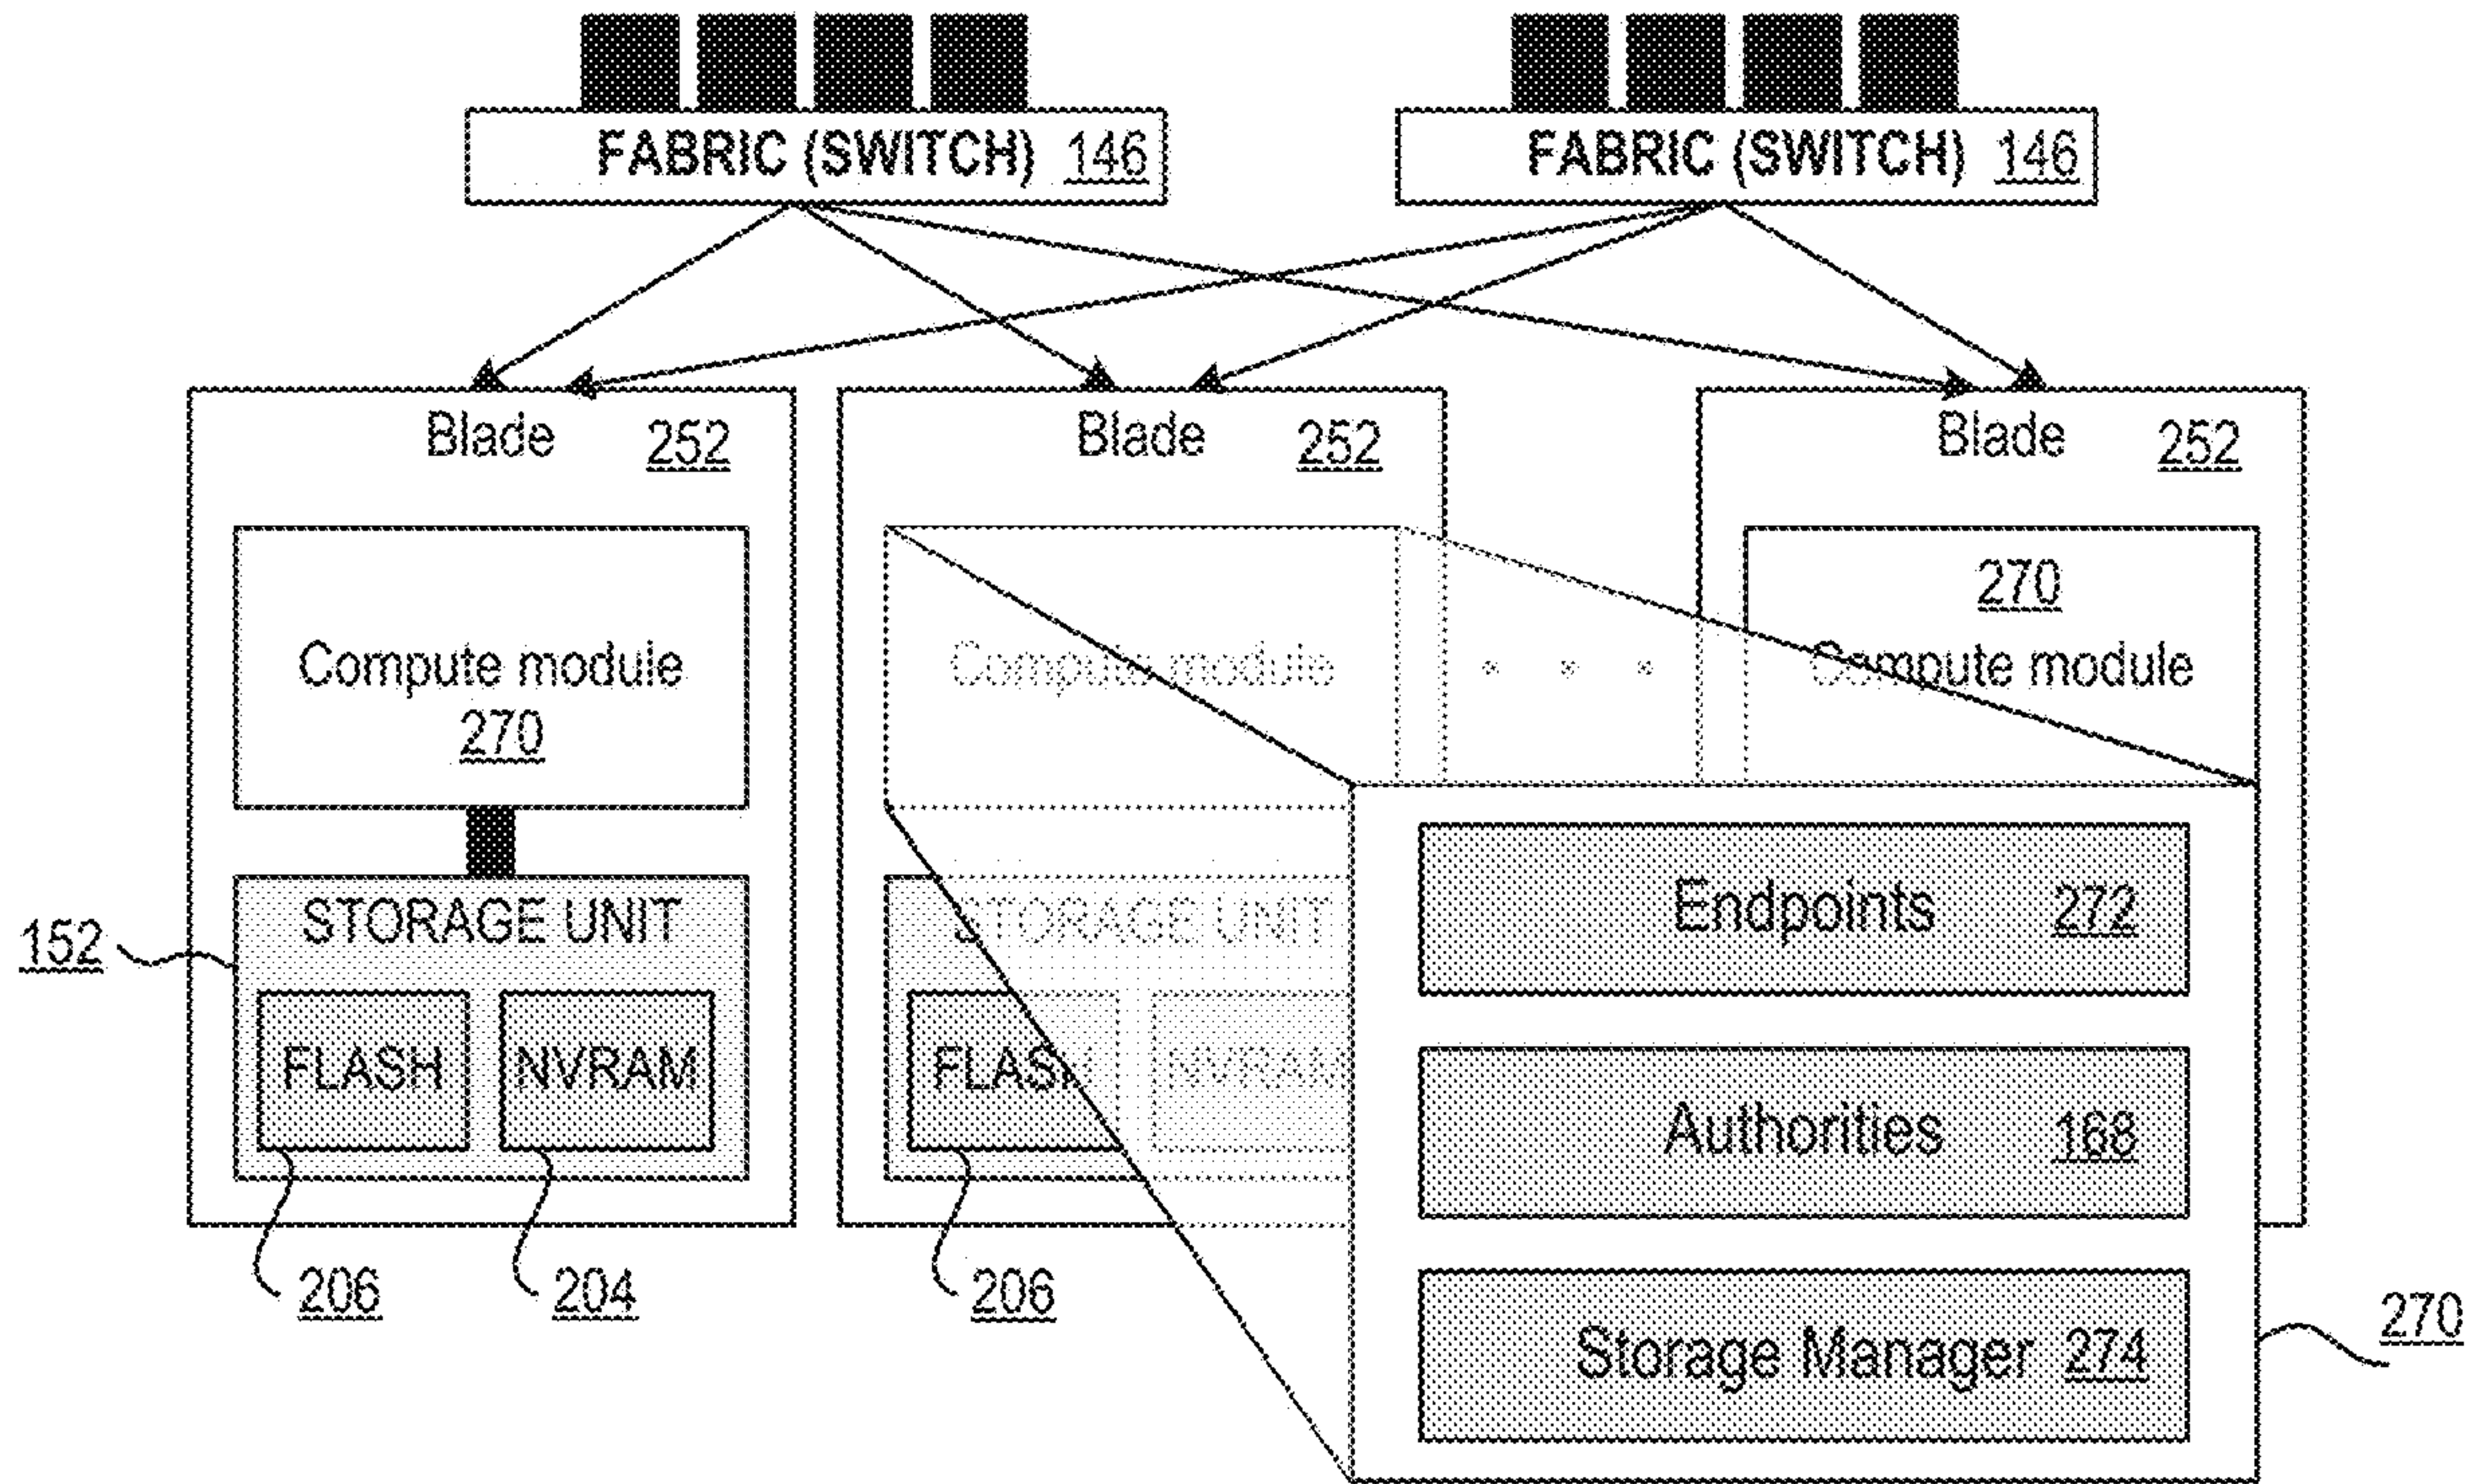 FABRIC (SWITCH) 146
FABRIC (SWITCH) 146
Blade 252
Blade 252
Blade 252
Compute module
270
Compute module
270
Compute module
STORAGE UNIT
152
FLASH
NVRAM
206
204
STORAGE UNIT
FLASH
NVRAM
206
Endpoints 272
Authorities 168
Storage Manager 274
270